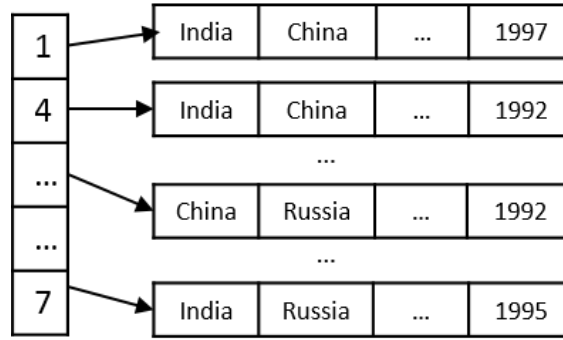 1 India China ... 1997
4 India China ... 1992
...
... China Russia ... 1992
...
...
7 India Russia ... 1995